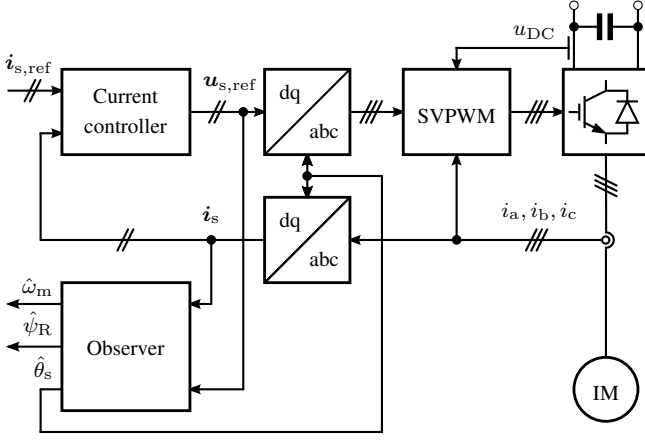 u_DC
i_s,ref
u_s,ref
Current
controller
dq
abc
SVPWM
i_s
dq
abc
i_a, i_b, i_c
ω̂_m
ψ̂_R
θ̂_s
Observer
IM